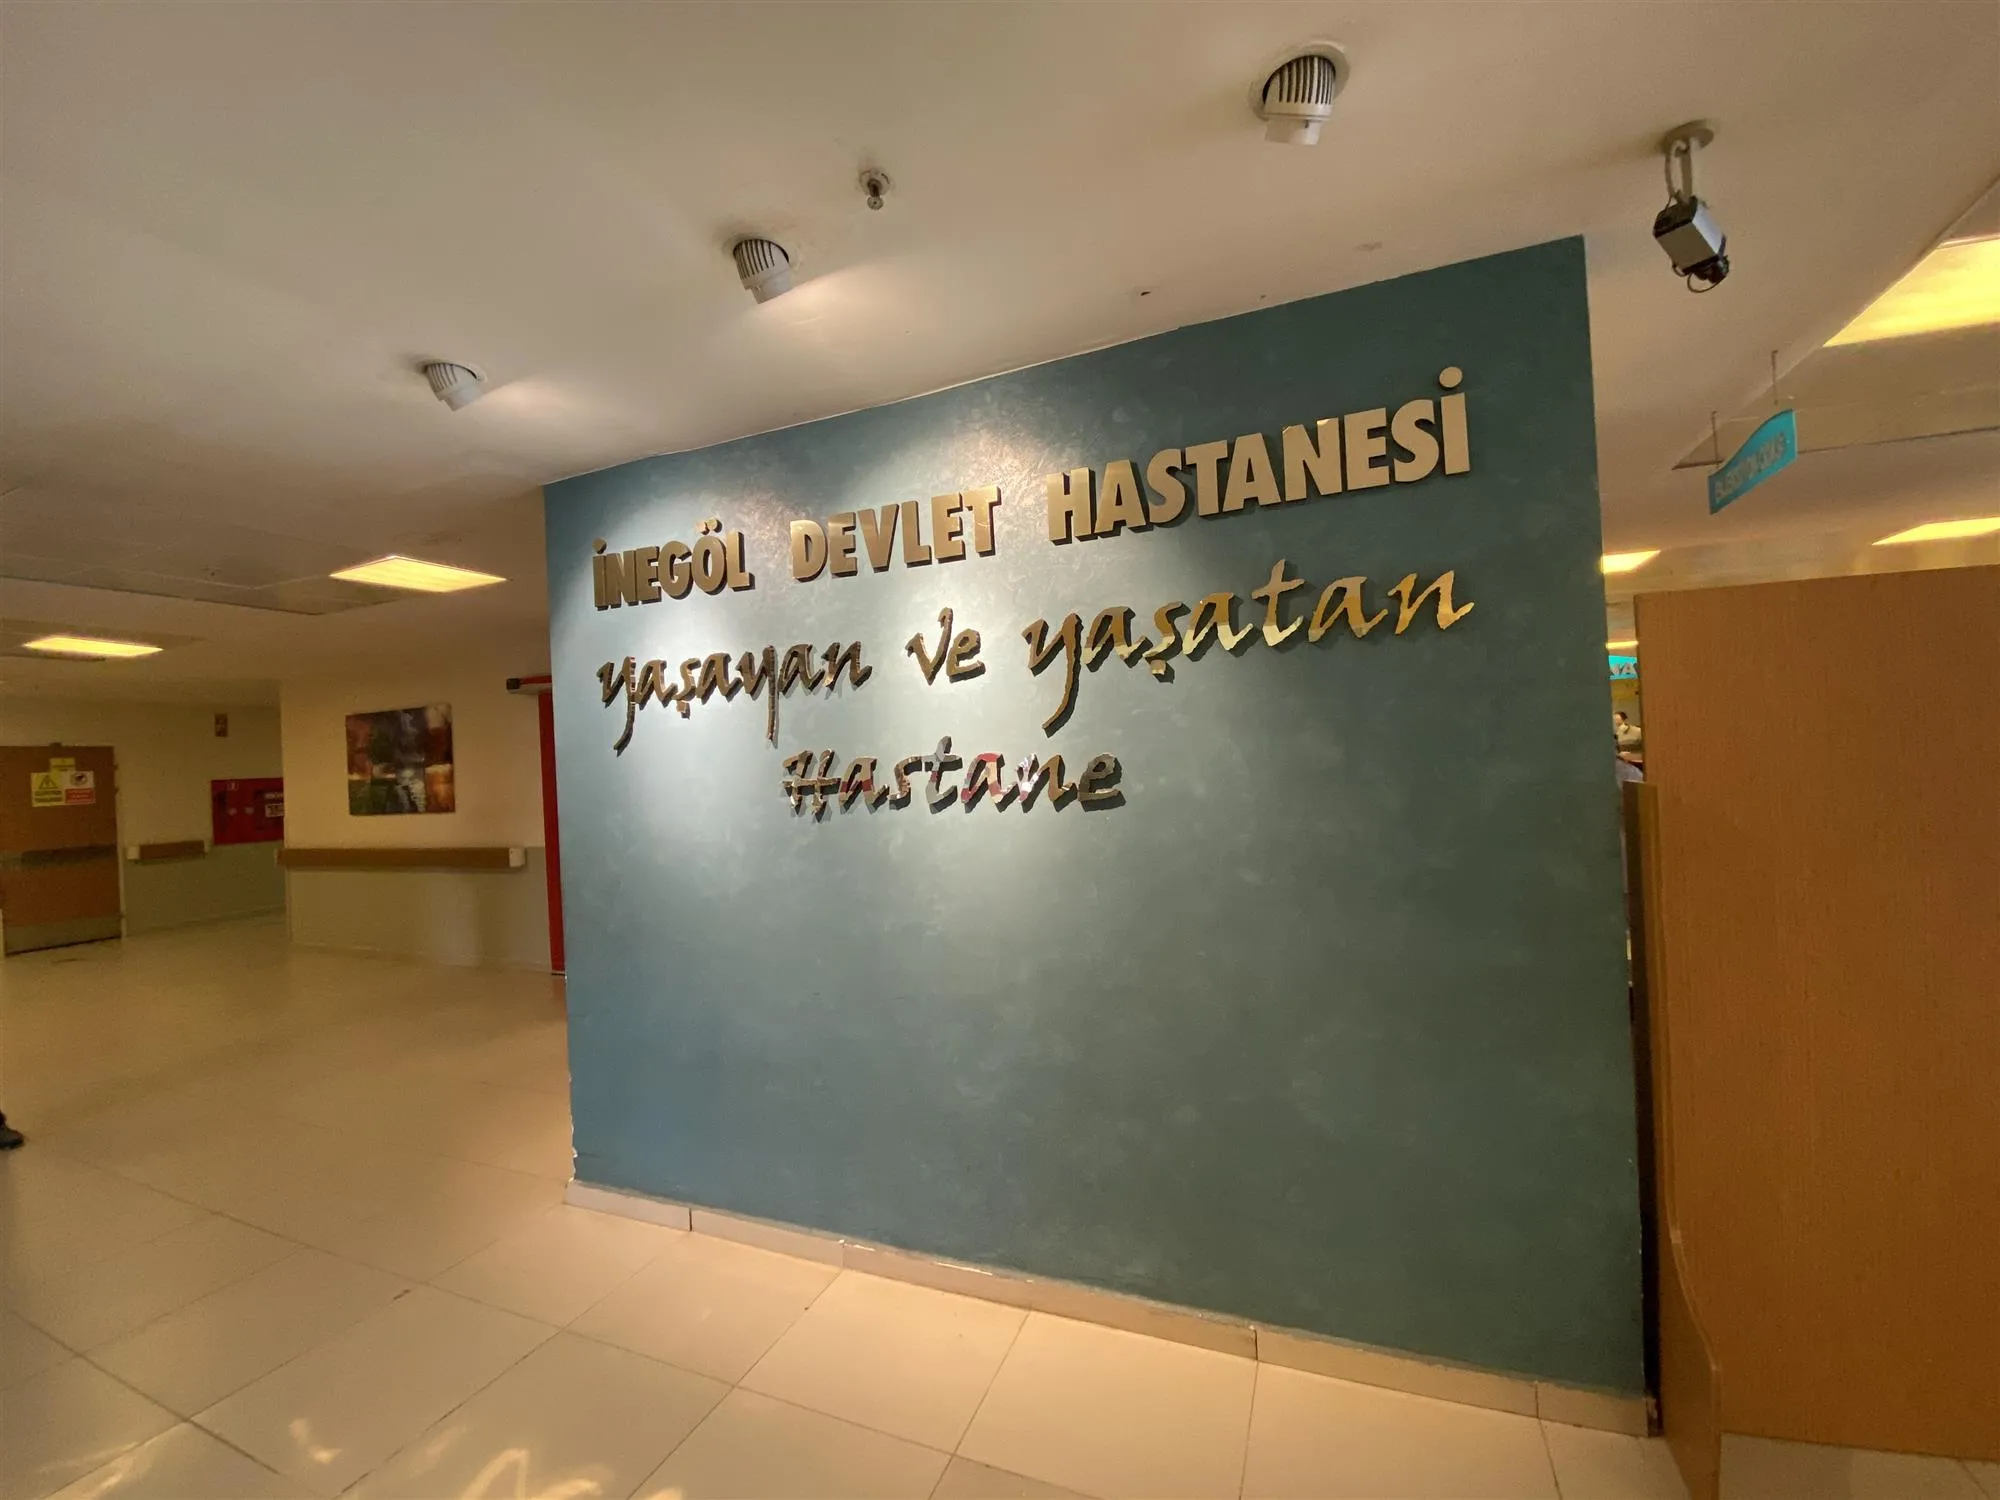 İNEGÖL DEVLET HASTANESİ
yaşayan ve yaşatan
Hastane